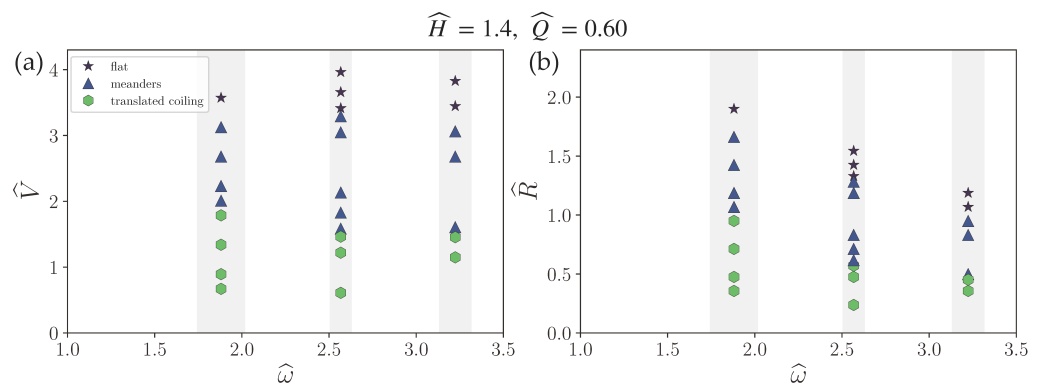 Ĥ = 1.4, Q̂ = 0.60
(a)
flat
meanders
translated coiling
4
3
2
1
0
V̂
1.0 1.5 2.0 2.5 3.0 3.5
ω̂
(b)
2.0
1.5
1.0
0.5
0.0
R̂
1.0 1.5 2.0 2.5 3.0 3.5
ω̂